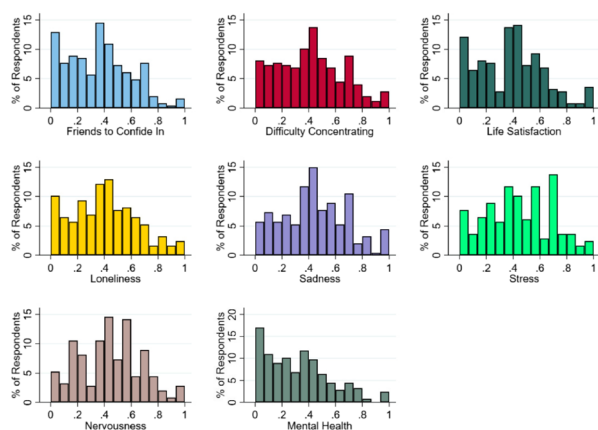 % of Respondents
15
10
5
0
0 .2 .4 .6 .8 1
Friends to Confide In
% of Respondents
15
10
5
0
0 .2 .4 .6 .8 1
Difficulty Concentrating
% of Respondents
15
10
5
0
0 .2 .4 .6 .8 1
Life Satisfaction
% of Respondents
15
10
5
0
0 .2 .4 .6 .8 1
Loneliness
% of Respondents
15
10
5
0
0 .2 .4 .6 .8 1
Sadness
% of Respondents
15
10
5
0
0 .2 .4 .6 .8 1
Stress
% of Respondents
15
10
5
0
0 .2 .4 .6 .8 1
Nervousness
% of Respondents
20
15
10
5
0
0 .2 .4 .6 .8 1
Mental Health